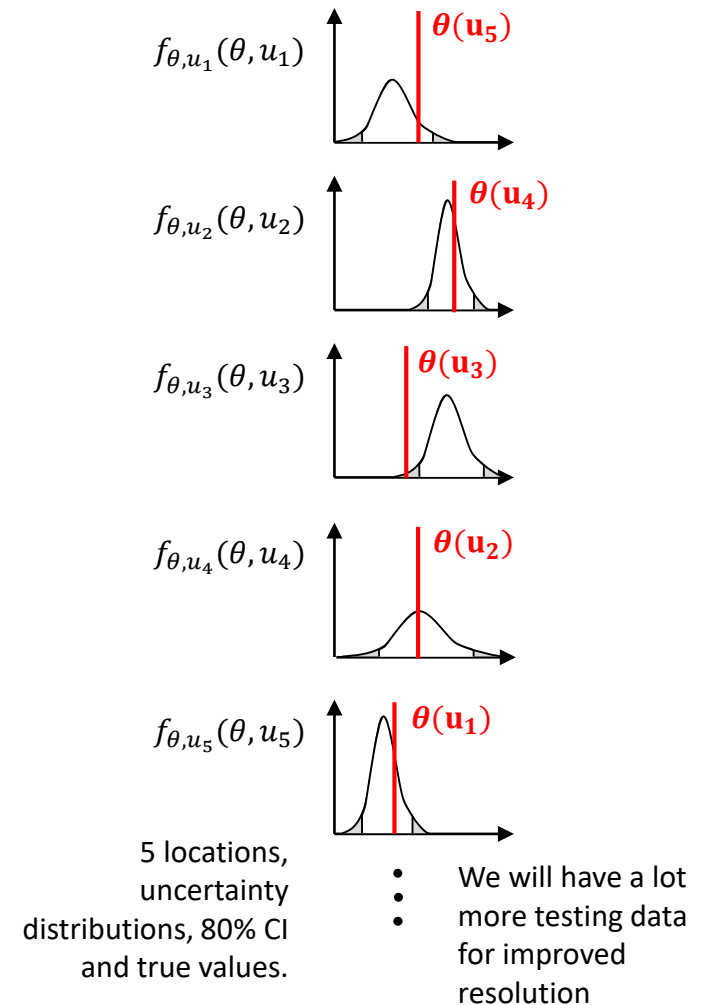 f_{θ,u_1}(θ, u_1)
θ(u_5)
f_{θ,u_2}(θ, u_2)
θ(u_4)
f_{θ,u_3}(θ, u_3)
θ(u_3)
f_{θ,u_4}(θ, u_4)
θ(u_2)
f_{θ,u_5}(θ, u_5)
θ(u_1)
5 locations,
uncertainty
distributions, 80% CI
and true values.
We will have a lot
more testing data
for improved
resolution